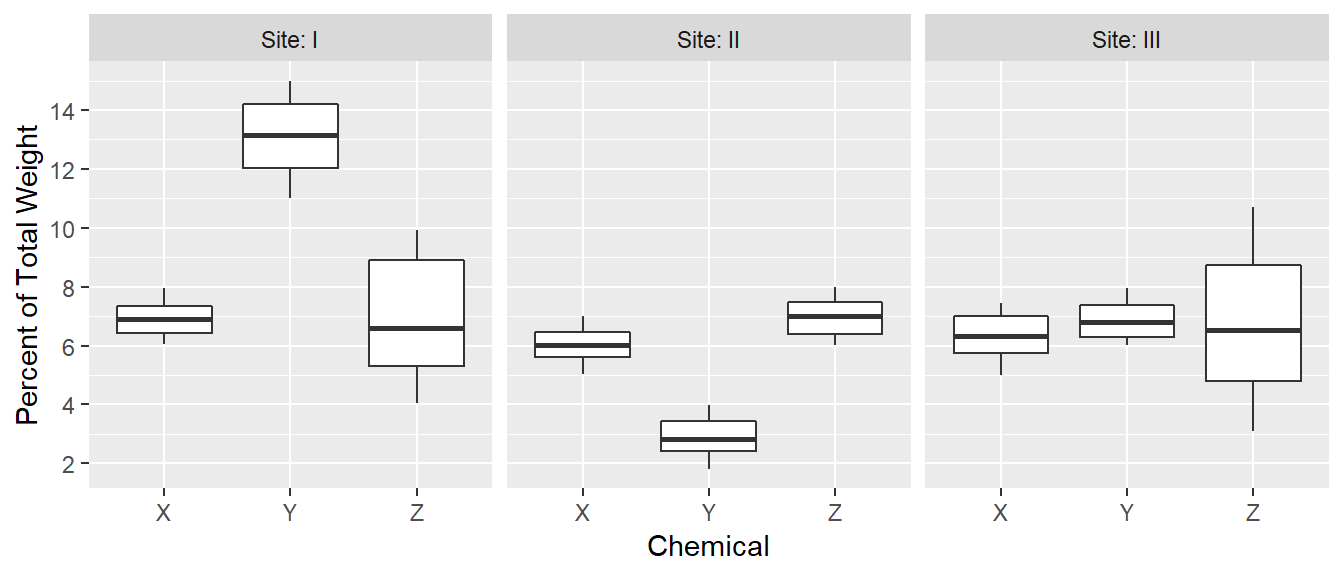 Site: I
Site: II
Site: III
Percent of Total Weight
14
12
10
8
6
4
2
X Y Z
X Y Z
X Y Z
Chemical